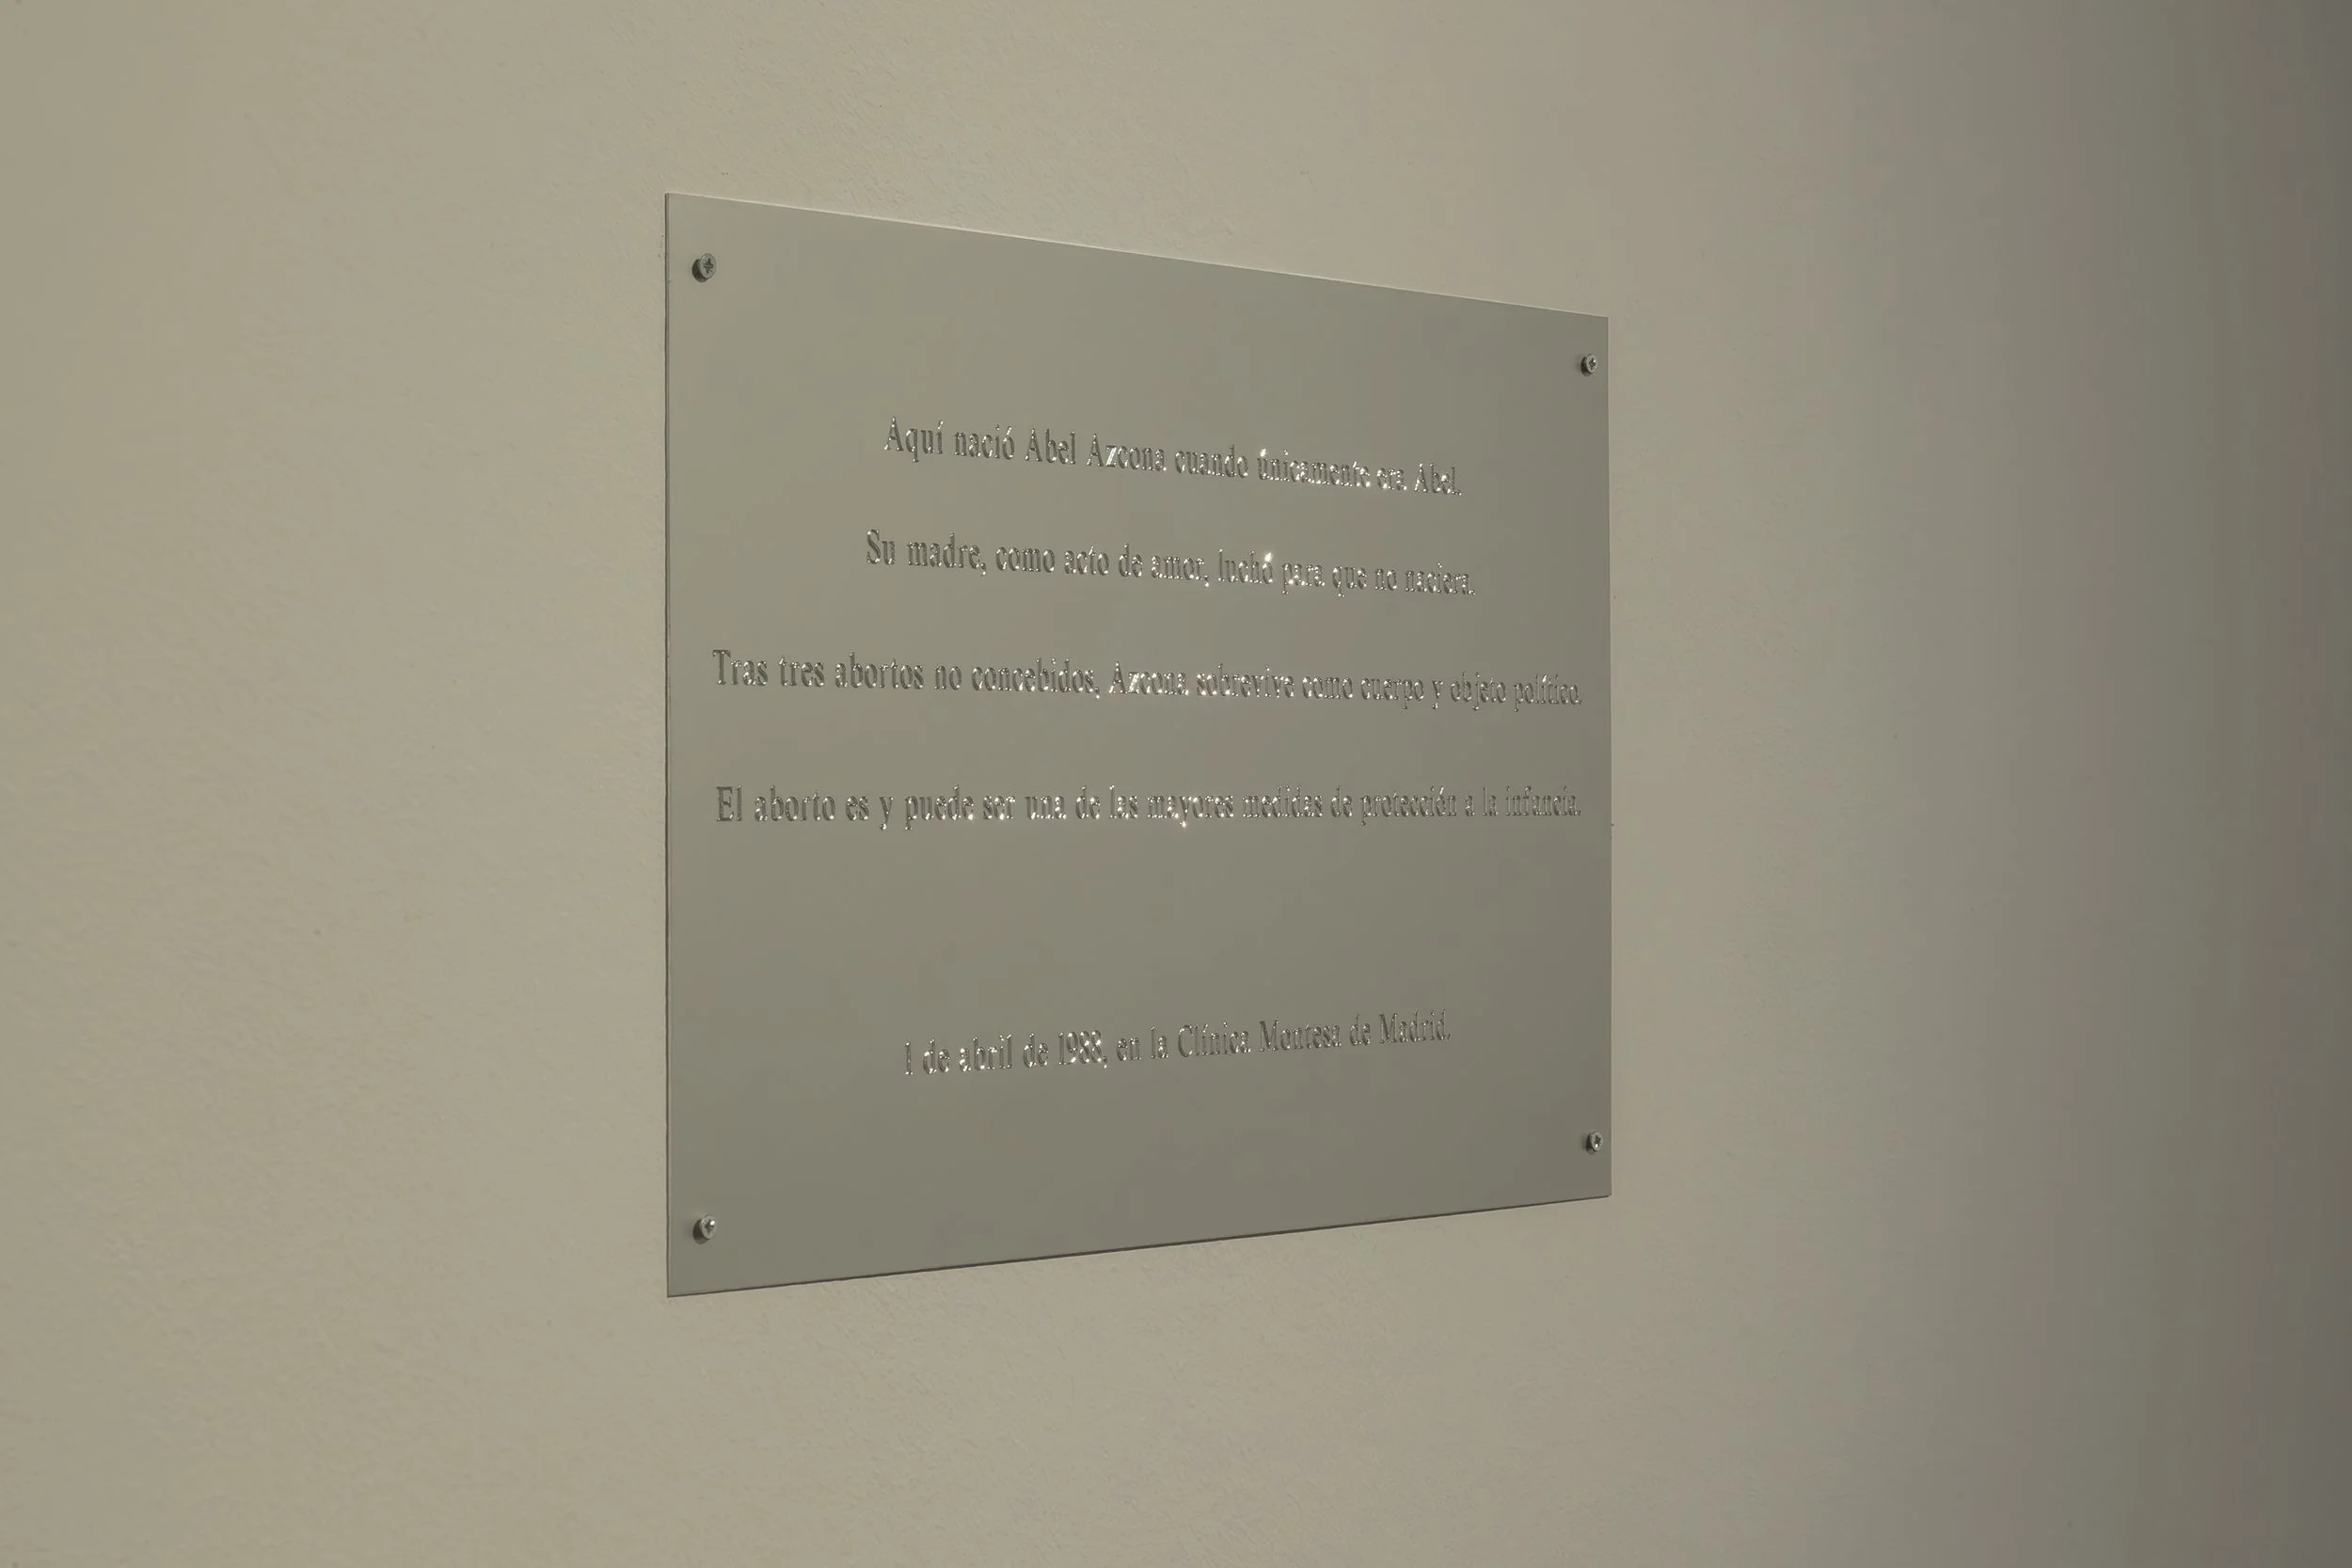 Aquí nació Abel Azcona cuando únicamente era Abel.
Su madre, como acto de amor, luchó para que no naciera.
Tras tres abortos no concebidos, Azcona sobrevive como cuerpo y objeto político.
El aborto es y puede ser una de las mayores medidas de protección a la infancia.
1 de abril de 1988, en la Clínica Montesa de Madrid.